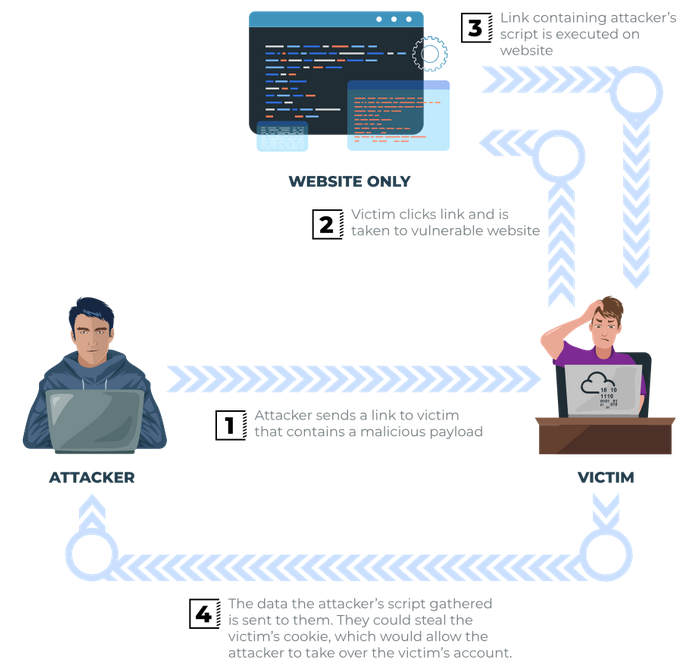 3
Link containing attacker's
script is executed on
website
WEBSITE ONLY
2
Victim clicks link and is
taken to vulnerable website
1
Attacker sends a link to victim
that contains a malicious payload
ATTACKER
VICTIM
4
The data the attacker's script gathered
is sent to them. They could steal the
victim's cookie, which would allow the
attacker to take over the victim's account.